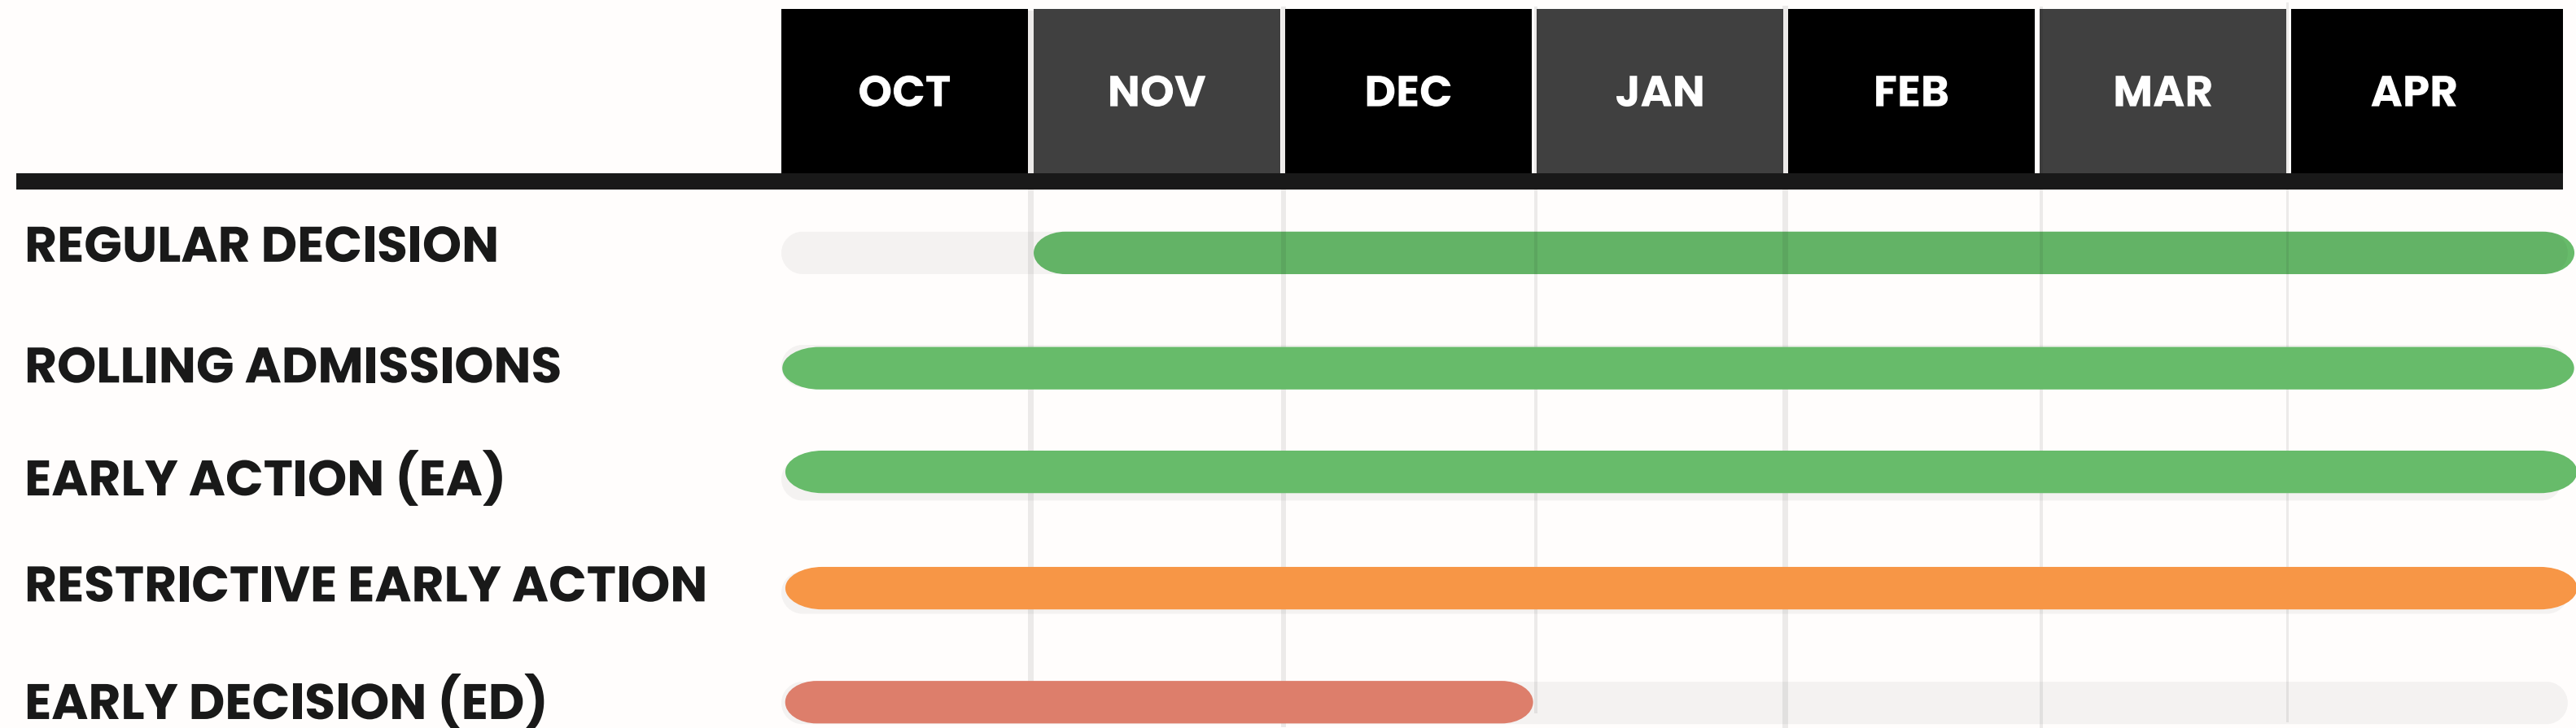 OCT NOV DEC JAN FEB MAR APR
REGULAR DECISION
ROLLING ADMISSIONS
EARLY ACTION (EA)
RESTRICTIVE EARLY ACTION
EARLY DECISION (ED)